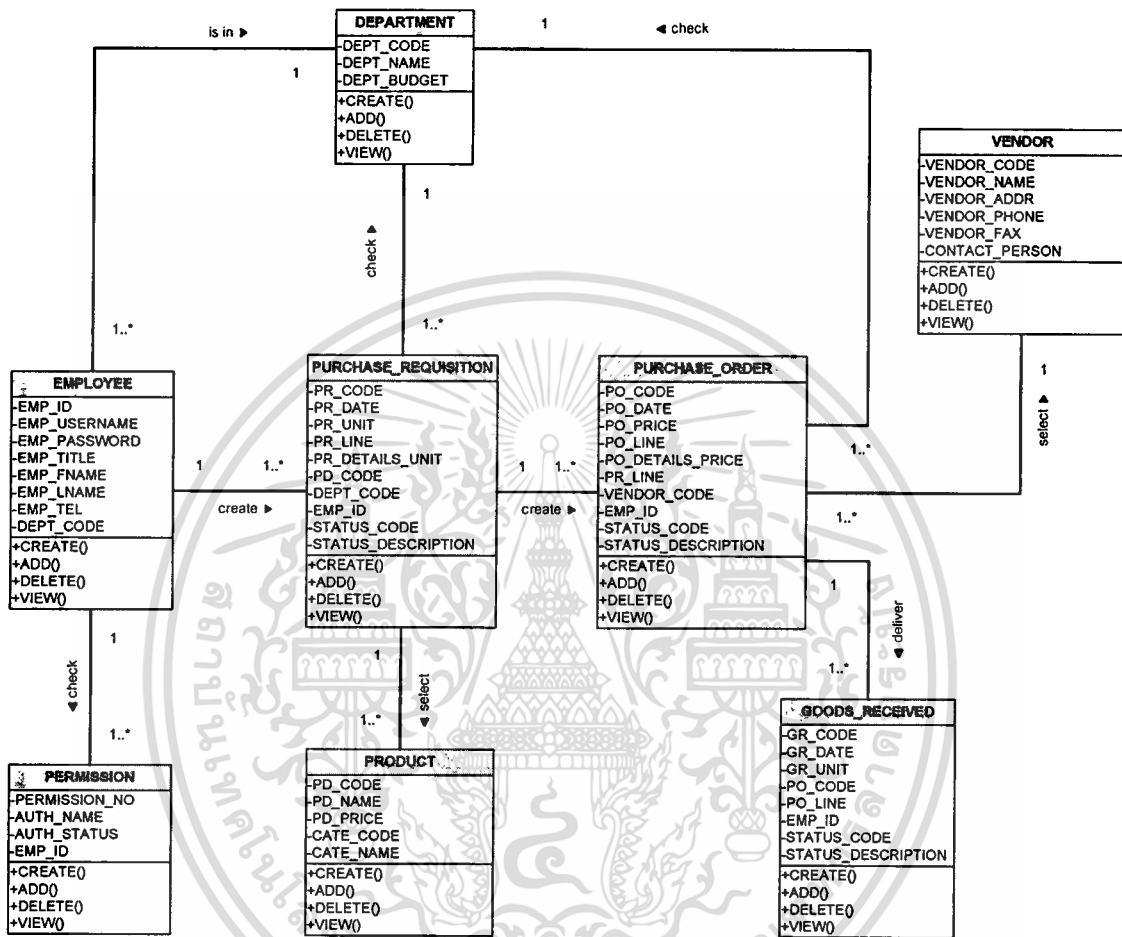 DEPARTMENT
-DEPT_CODE
-DEPT_NAME
-DEPT_BUDGET
+CREATE()
+ADD()
+DELETE()
+VIEW()
is in ►
1
1..*
1
◄ check
1..*
check ►
1
1..*
VENDOR
-VENDOR_CODE
-VENDOR_NAME
-VENDOR_ADDR
-VENDOR_PHONE
-VENDOR_FAX
-CONTACT_PERSON
+CREATE()
+ADD()
+DELETE()
+VIEW()
1
select ►
1..*
EMPLOYEE
-EMP_ID
-EMP_USERNAME
-EMP_PASSWORD
-EMP_TITLE
-EMP_FNAME
-EMP_LNAME
-EMP_TEL
-DEPT_CODE
+CREATE()
+ADD()
+DELETE()
+VIEW()
1 1..*
create ►
PURCHASE_REQUISITION
-PR_CODE
-PR_DATE
-PR_UNIT
-PR_LINE
-PR_DETAILS_UNIT
-PD_CODE
-DEPT_CODE
-EMP_ID
-STATUS_CODE
-STATUS_DESCRIPTION
+CREATE()
+ADD()
+DELETE()
+VIEW()
1 1..*
create ►
PURCHASE_ORDER
-PO_CODE
-PO_DATE
-PO_PRICE
-PO_LINE
-PO_DETAILS_PRICE
-PR_LINE
-VENDOR_CODE
-EMP_ID
-STATUS_CODE
-STATUS_DESCRIPTION
+CREATE()
+ADD()
+DELETE()
+VIEW()
1
◄ check
1..*
1
◄ select
1..*
1
◄ deliver
1..*
PERMISSION
-PERMISSION_NO
-AUTH_NAME
-AUTH_STATUS
-EMP_ID
+CREATE()
+ADD()
+DELETE()
+VIEW()
PRODUCT
-PD_CODE
-PD_NAME
-PD_PRICE
-CATE_CODE
-CATE_NAME
+CREATE()
+ADD()
+DELETE()
+VIEW()
GOODS_RECEIVED
-GR_CODE
-GR_DATE
-GR_UNIT
-PO_CODE
-PO_LINE
-EMP_ID
-STATUS_CODE
-STATUS_DESCRIPTION
+CREATE()
+ADD()
+DELETE()
+VIEW()